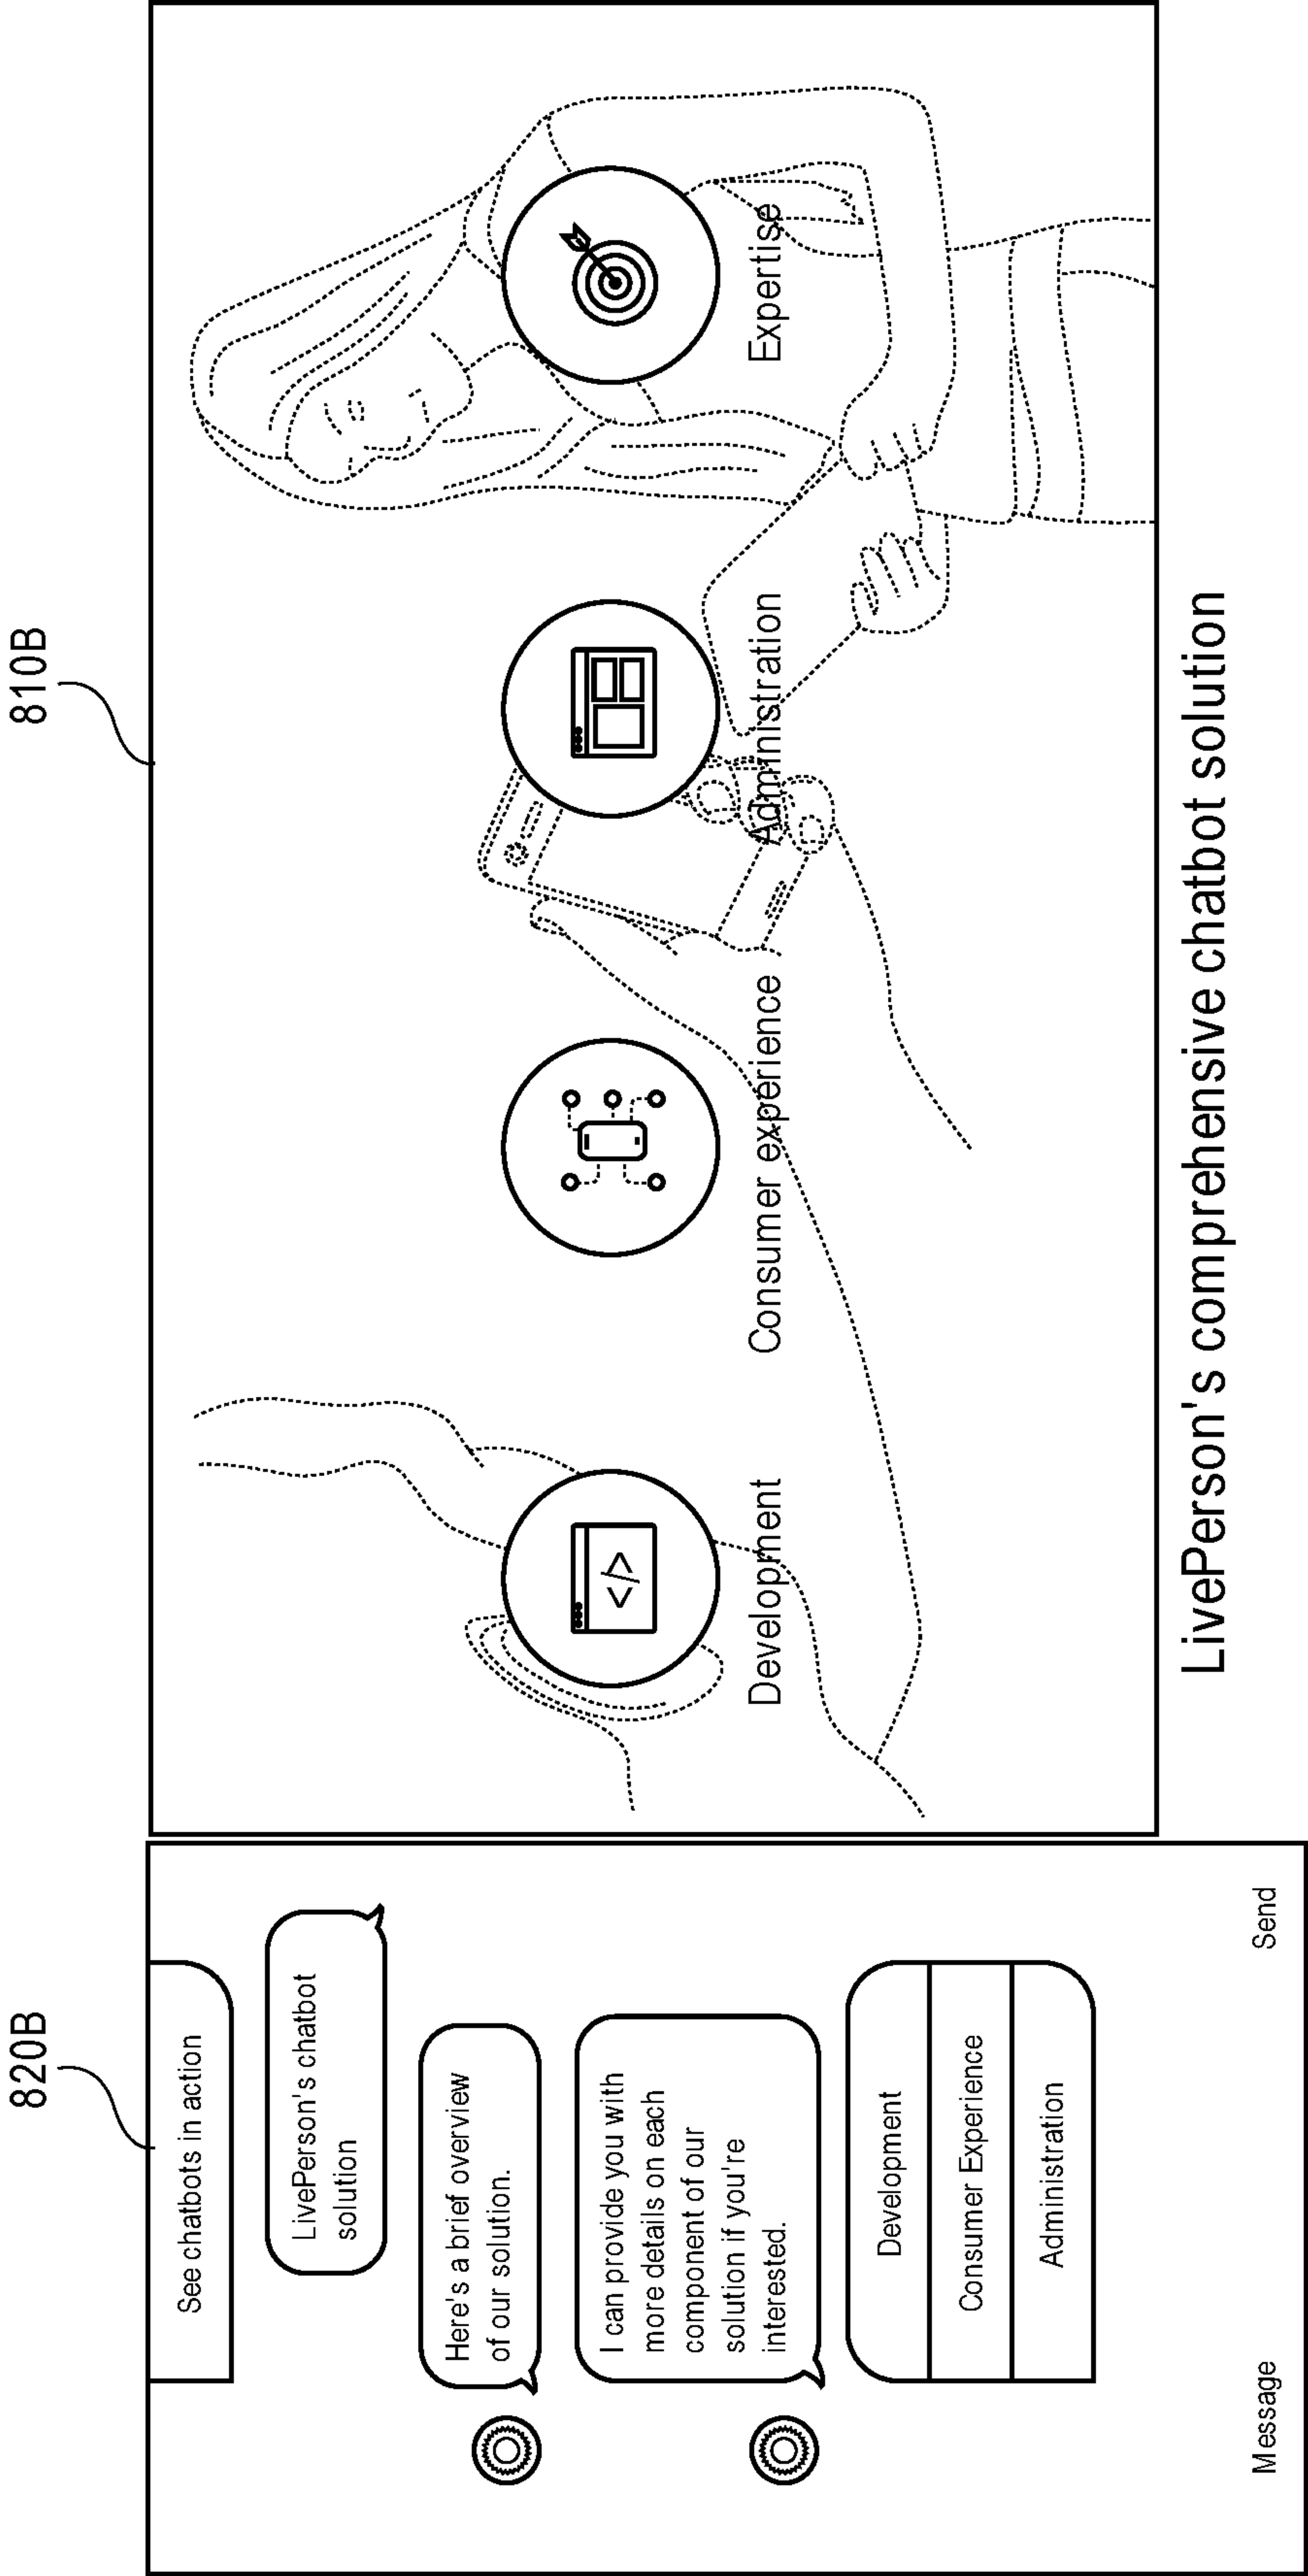 820B
See chatbots in action
LivePerson's chatbot
solution
Here's a brief overview
of our solution.
I can provide you with
more details on each
component of our
solution if you're
interested.
Development
Consumer Experience
Administration
Message
Send
810B
</>
Development
Consumer experience
Administration
Expertise
LivePerson's comprehensive chatbot solution